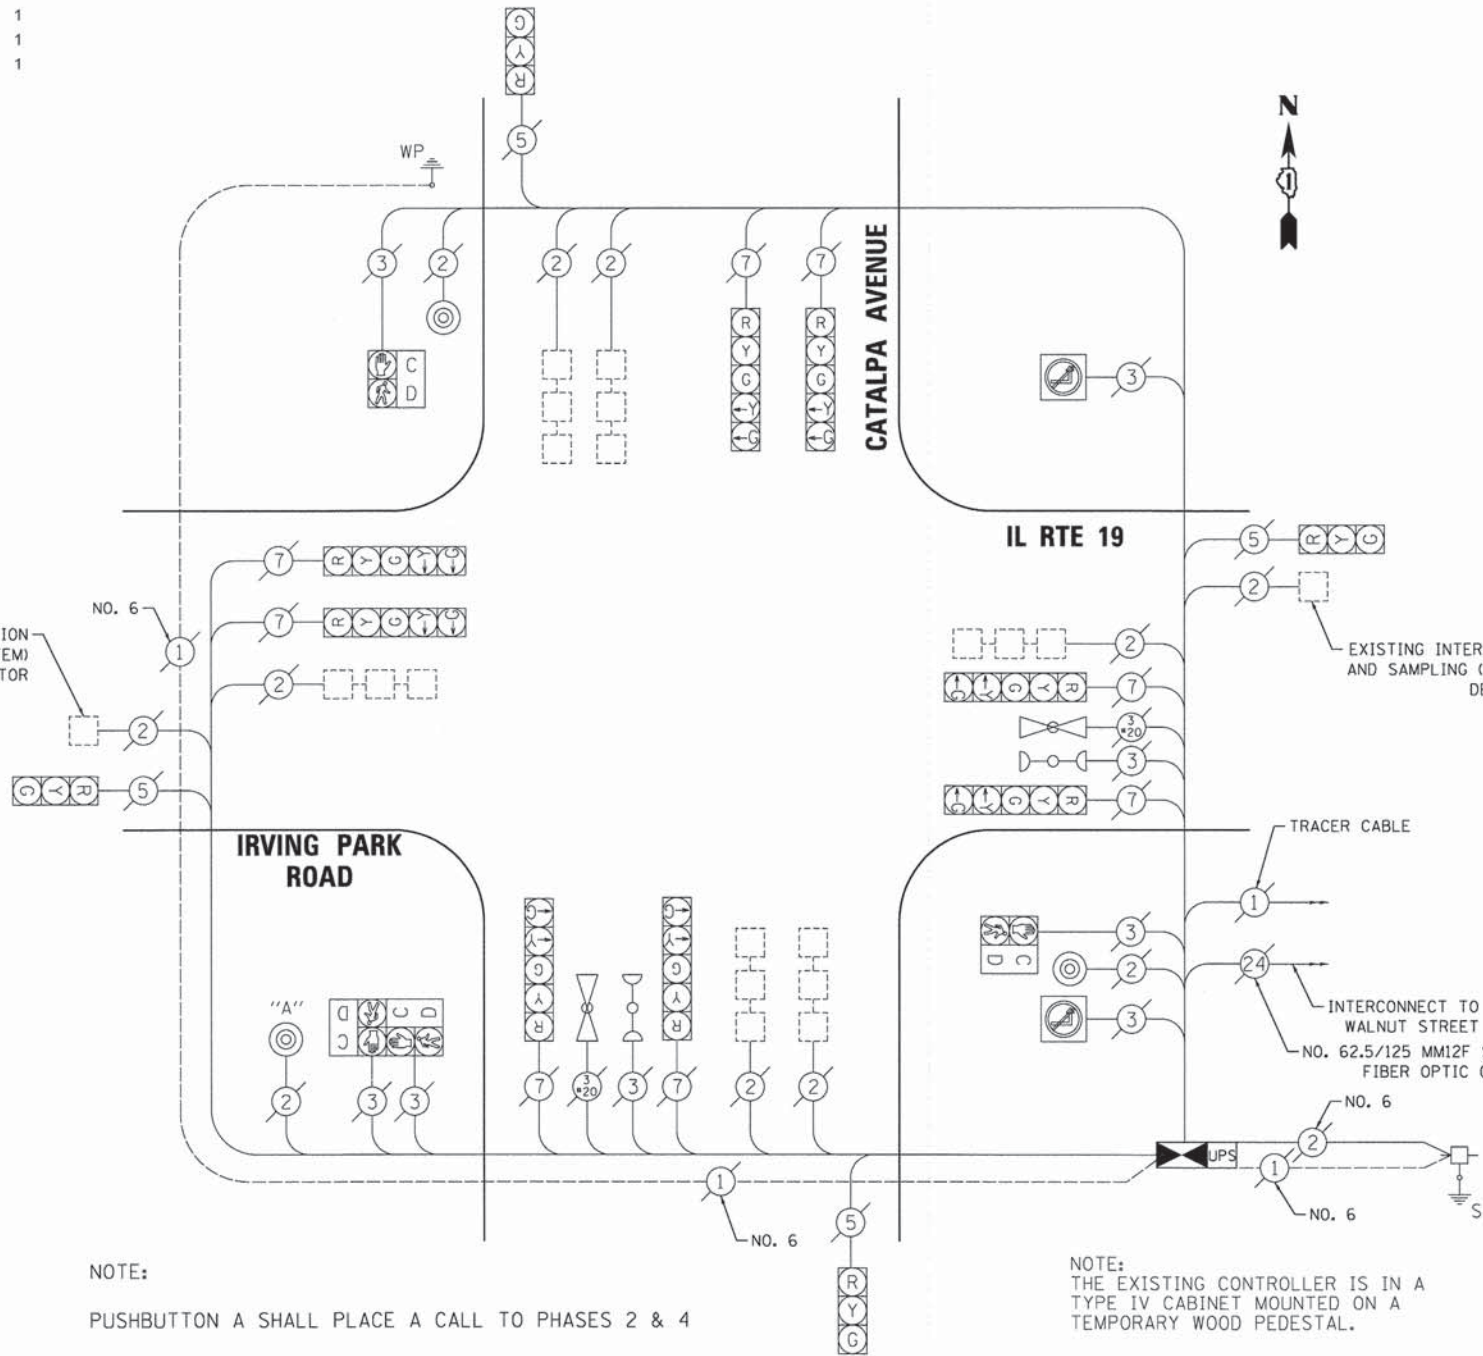 1
1
1
G
Y
R
5
N
WP
3
2
2
2
7
7
C
D
R
Y
G
Y
G
R
Y
G
Y
G
CATALPA AVENUE
3
IL RTE 19
5
R Y G
7
R Y G Y G
2
NO. 6
1
7
R Y G Y G
ION
EM)
TOR
2
EXISTING INTER
AND SAMPLING
2
G Y G Y R
7
2
3
#20
3
G Y R
5
G Y G Y R
7
IRVING PARK
ROAD
TRACER CABLE
1
G
Y
G
Y
R
G
Y
G
Y
R
3
D C
2
24
"A"
D C D
C
3
INTERCONNECT TO
WALNUT STREET
NO. 62.5/125 MM12F
FIBER OPTIC
2
3
3
7
3
#20
3
7
2
2
NO. 6
2
UPS
1
1
NO. 6
S
NO. 6
5
R
Y
G
NOTE:
PUSHBUTTON A SHALL PLACE A CALL TO PHASES 2 & 4
NOTE:
THE EXISTING CONTROLLER IS IN A
TYPE IV CABINET MOUNTED ON A
TEMPORARY WOOD PEDESTAL.